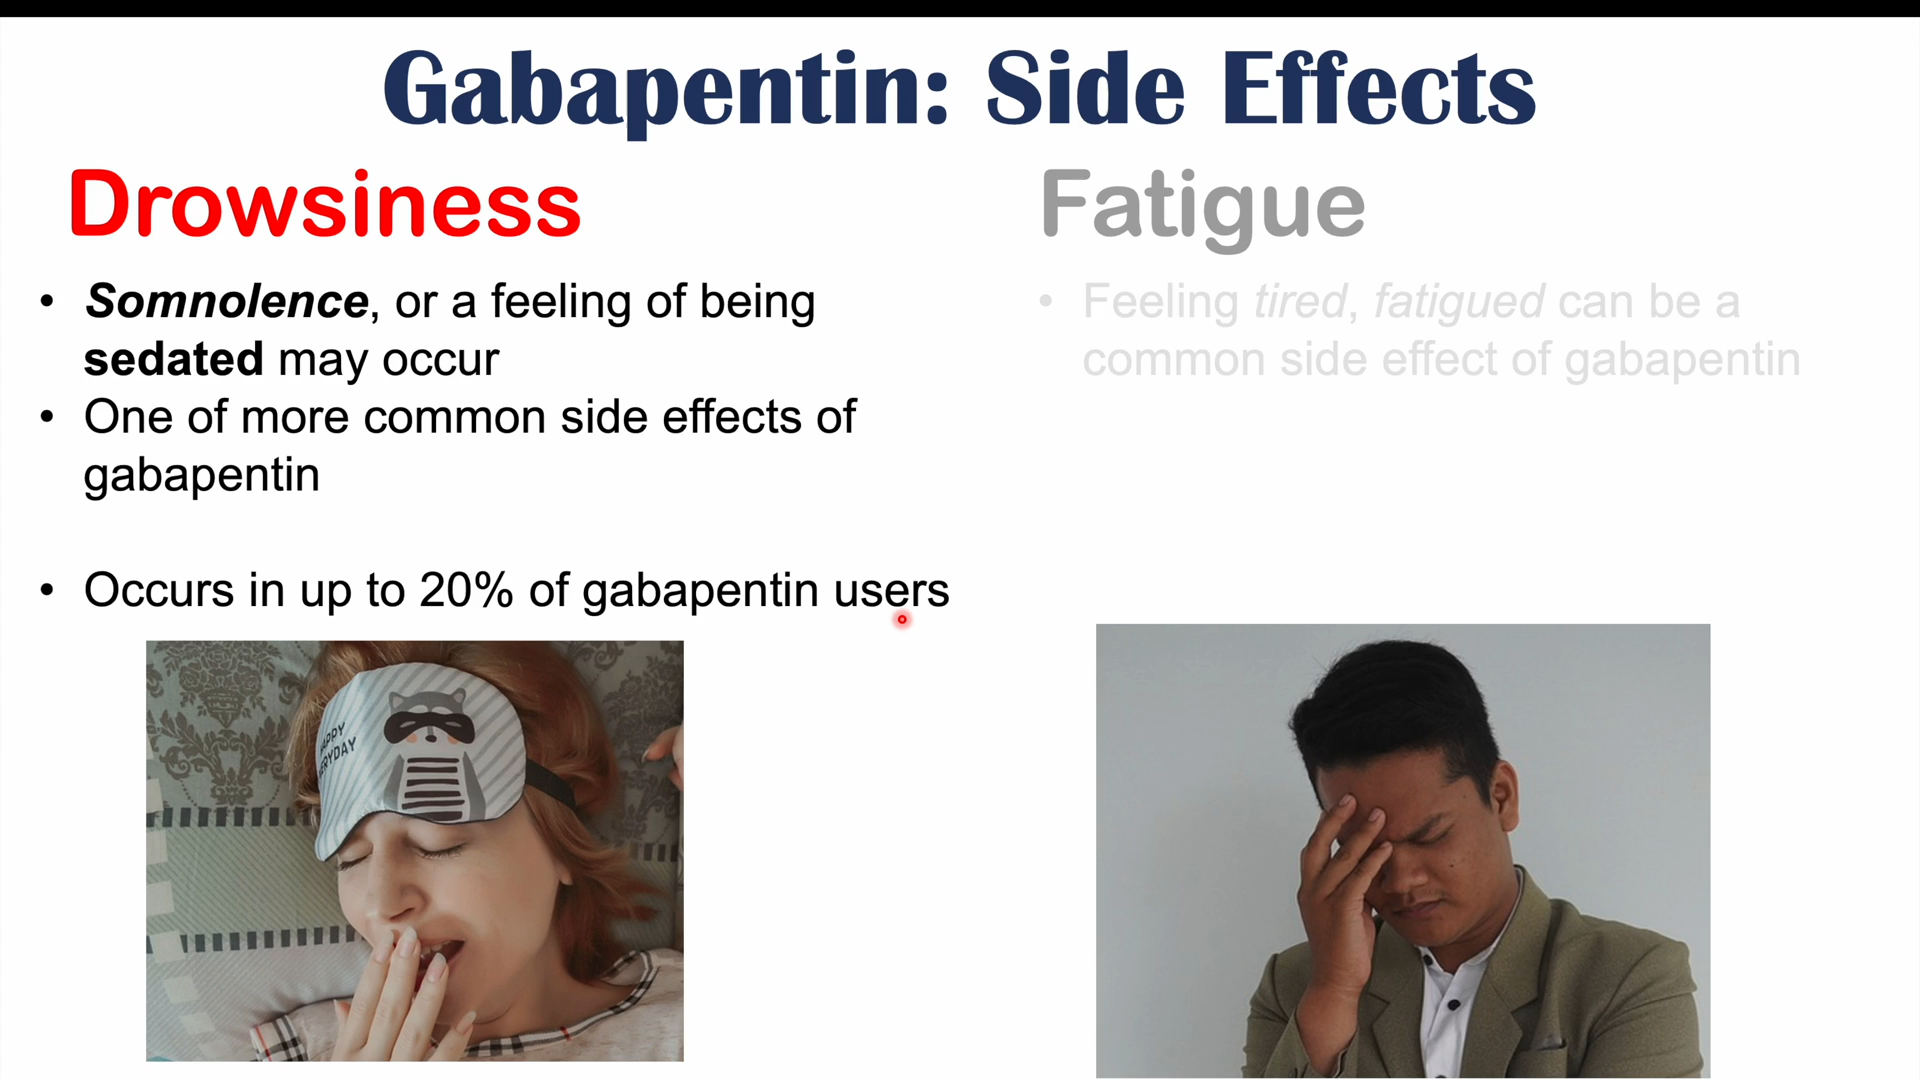 Gabapentin: Side Effects
Drowsiness
• Somnolence, or a feeling of being
sedated may occur
• One of more common side effects of
gabapentin
• Occurs in up to 20% of gabapentin users
Fatigue
• Feeling tired, fatigued can be a
common side effect of gabapentin